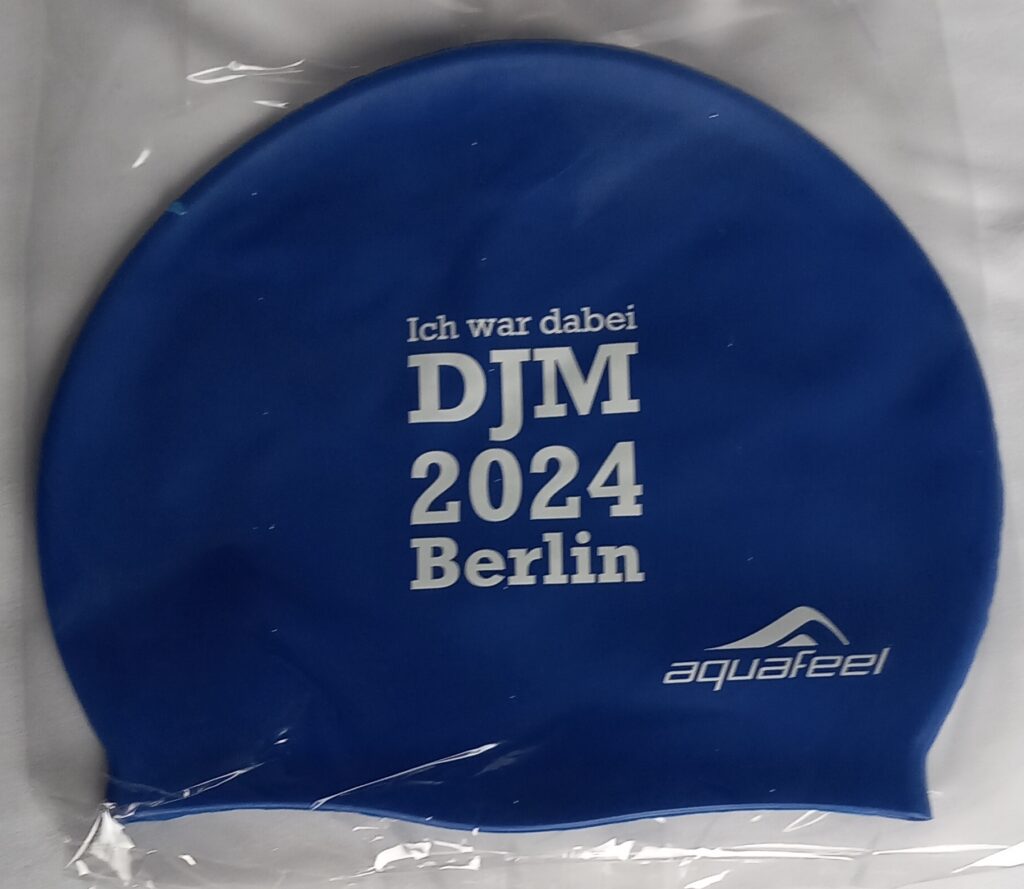 Ich war dabei
DJM
2024
Berlin
aquafeel